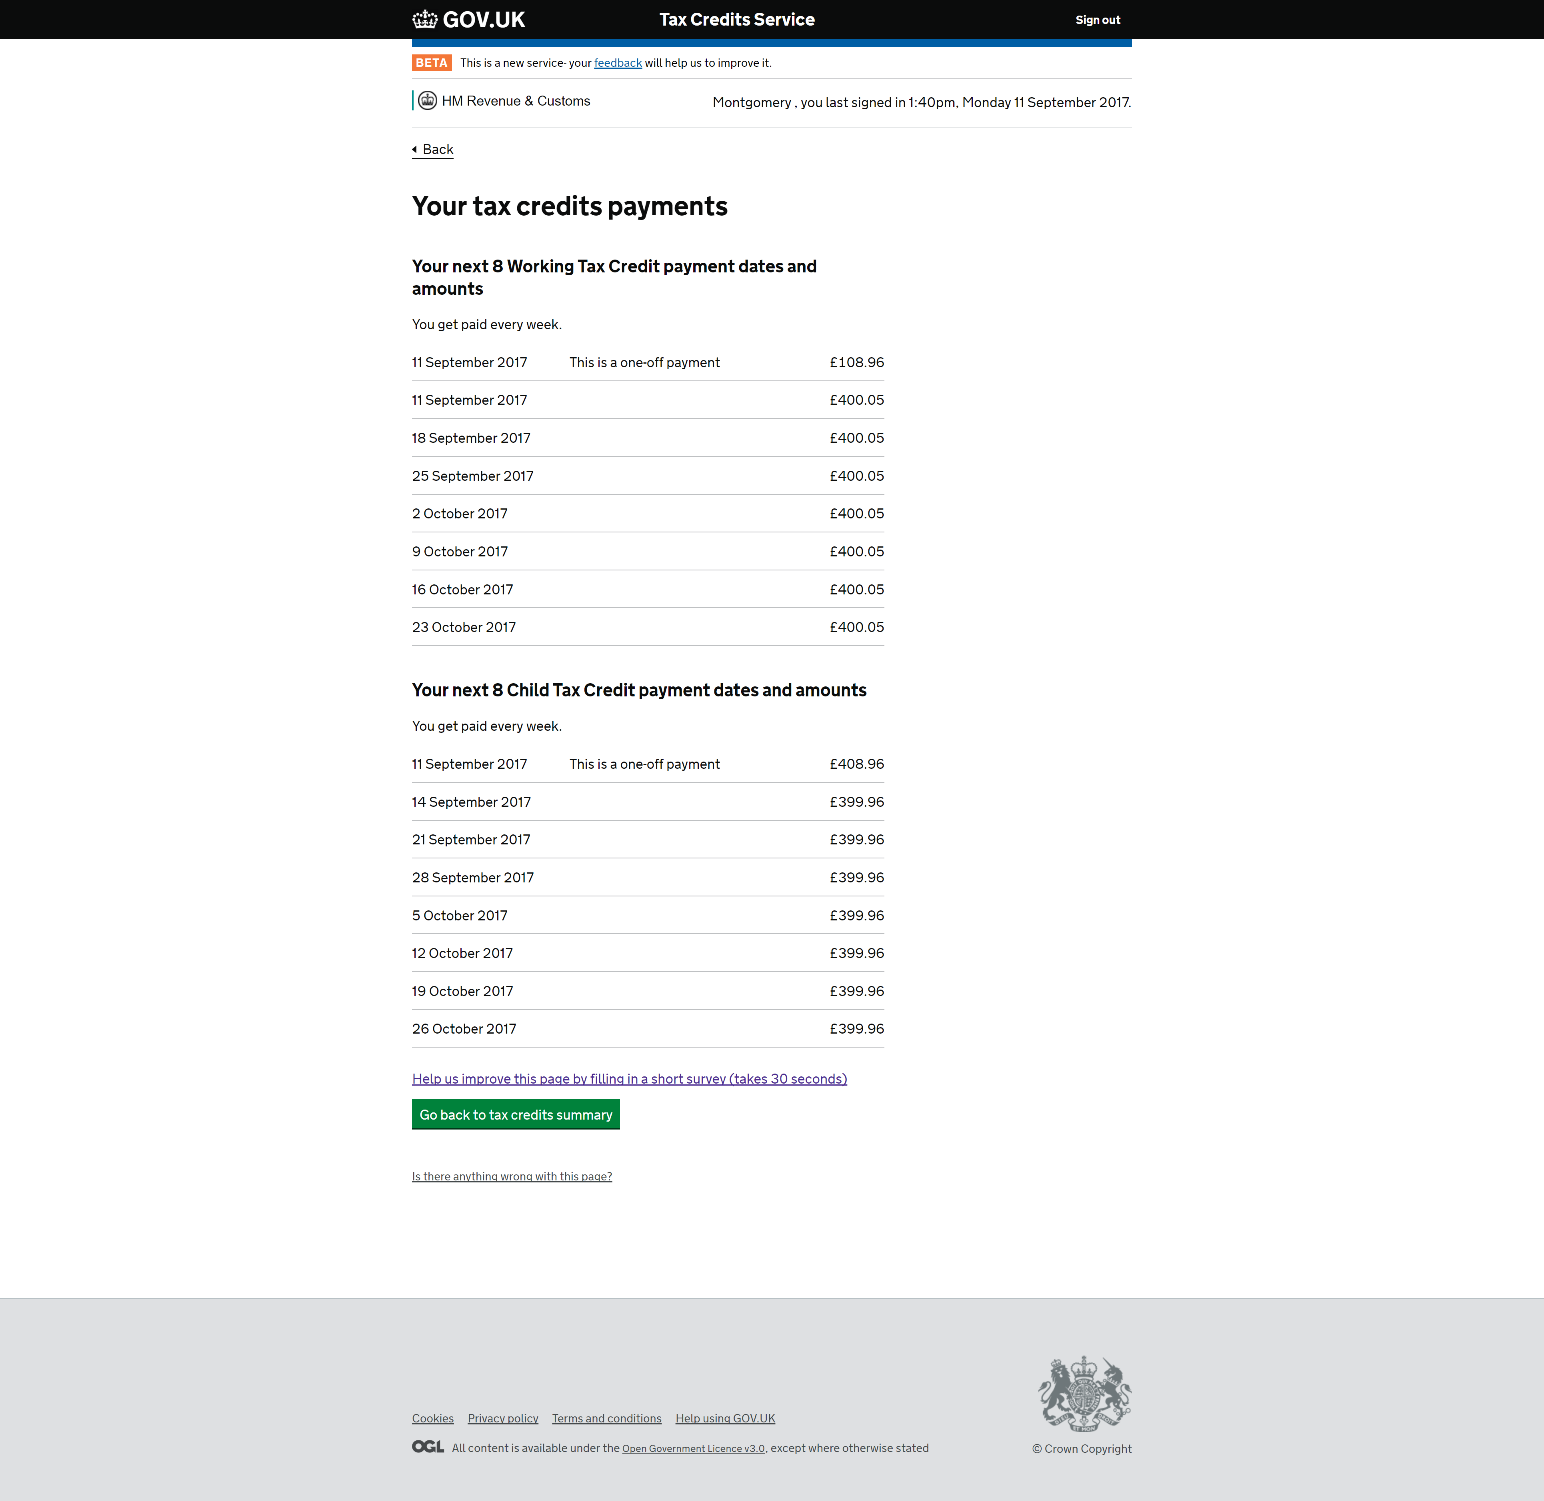 GOV.UK Tax Credits Service Sign out
BETA This is a new service- your feedback will help us to improve it.
HM Revenue & Customs Montgomery , you last signed in 1:40pm, Monday 11 September 2017.
Back
Your tax credits payments
Your next 8 Working Tax Credit payment dates and
amounts
You get paid every week.
11 September 2017 This is a one-off payment £108.96
11 September 2017 £400.05
18 September 2017 £400.05
25 September 2017 £400.05
2 October 2017 £400.05
9 October 2017 £400.05
16 October 2017 £400.05
23 October 2017 £400.05
Your next 8 Child Tax Credit payment dates and amounts
You get paid every week.
11 September 2017 This is a one-off payment £408.96
14 September 2017 £399.96
21 September 2017 £399.96
28 September 2017 £399.96
5 October 2017 £399.96
12 October 2017 £399.96
19 October 2017 £399.96
26 October 2017 £399.96
Help us improve this page by filling in a short survey (takes 30 seconds)
Go back to tax credits summary
Is there anything wrong with this page?
Cookies Privacy policy Terms and conditions Help using GOV.UK
OGL All content is available under the Open Government Licence v3.0, except where otherwise stated © Crown Copyright